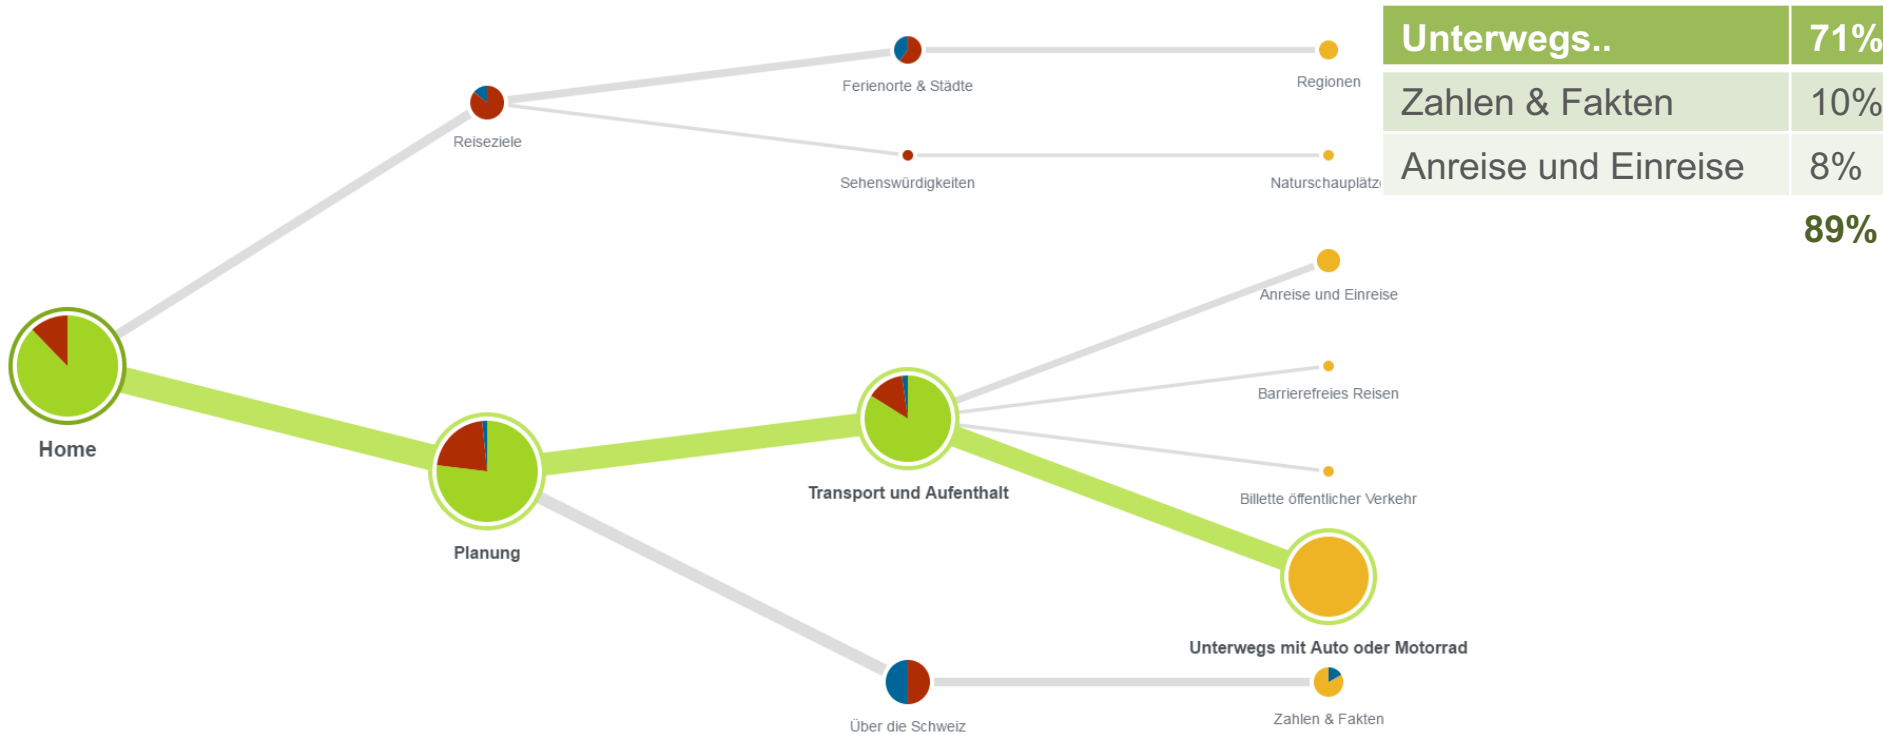 Unterwegs.. 71%
Zahlen & Fakten 10%
Anreise und Einreise 8%
89%
Ferienorte & Städte
Regionen
Reiseziele
Sehenswürdigkeiten
Naturschauplätze
Anreise und Einreise
Barrierefreies Reisen
Home
Transport und Aufenthalt
Billette öffentlicher Verkehr
Planung
Unterwegs mit Auto oder Motorrad
Über die Schweiz
Zahlen & Fakten